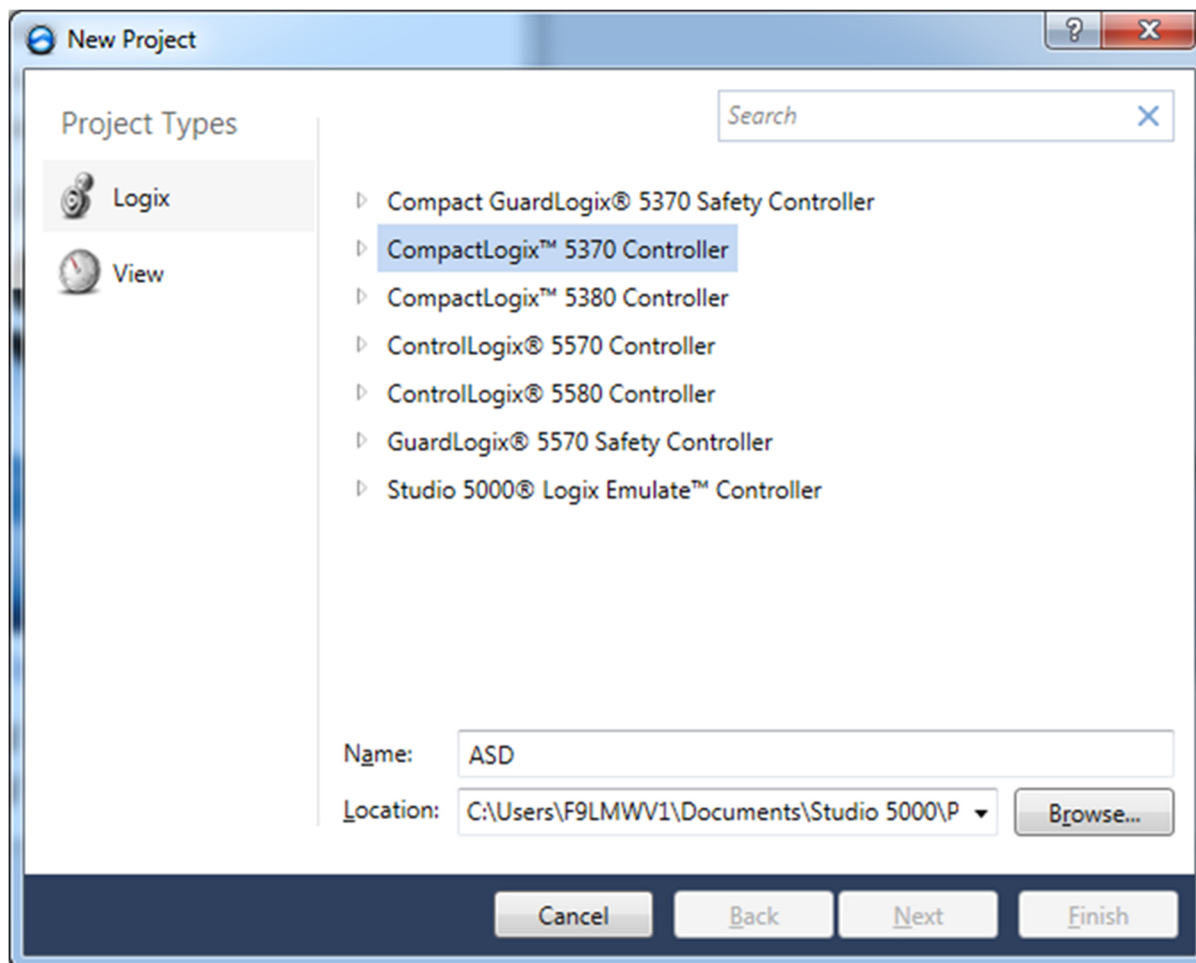 New Project
Project Types
Search
Logix
View
Compact GuardLogix® 5370 Safety Controller
CompactLogix™ 5370 Controller
CompactLogix™ 5380 Controller
ControlLogix® 5570 Controller
ControlLogix® 5580 Controller
GuardLogix® 5570 Safety Controller
Studio 5000® Logix Emulate™ Controller
Name: ASD
Location: C:\Users\F9LMWV1\Documents\Studio 5000\P Browse...
Cancel Back Next Finish